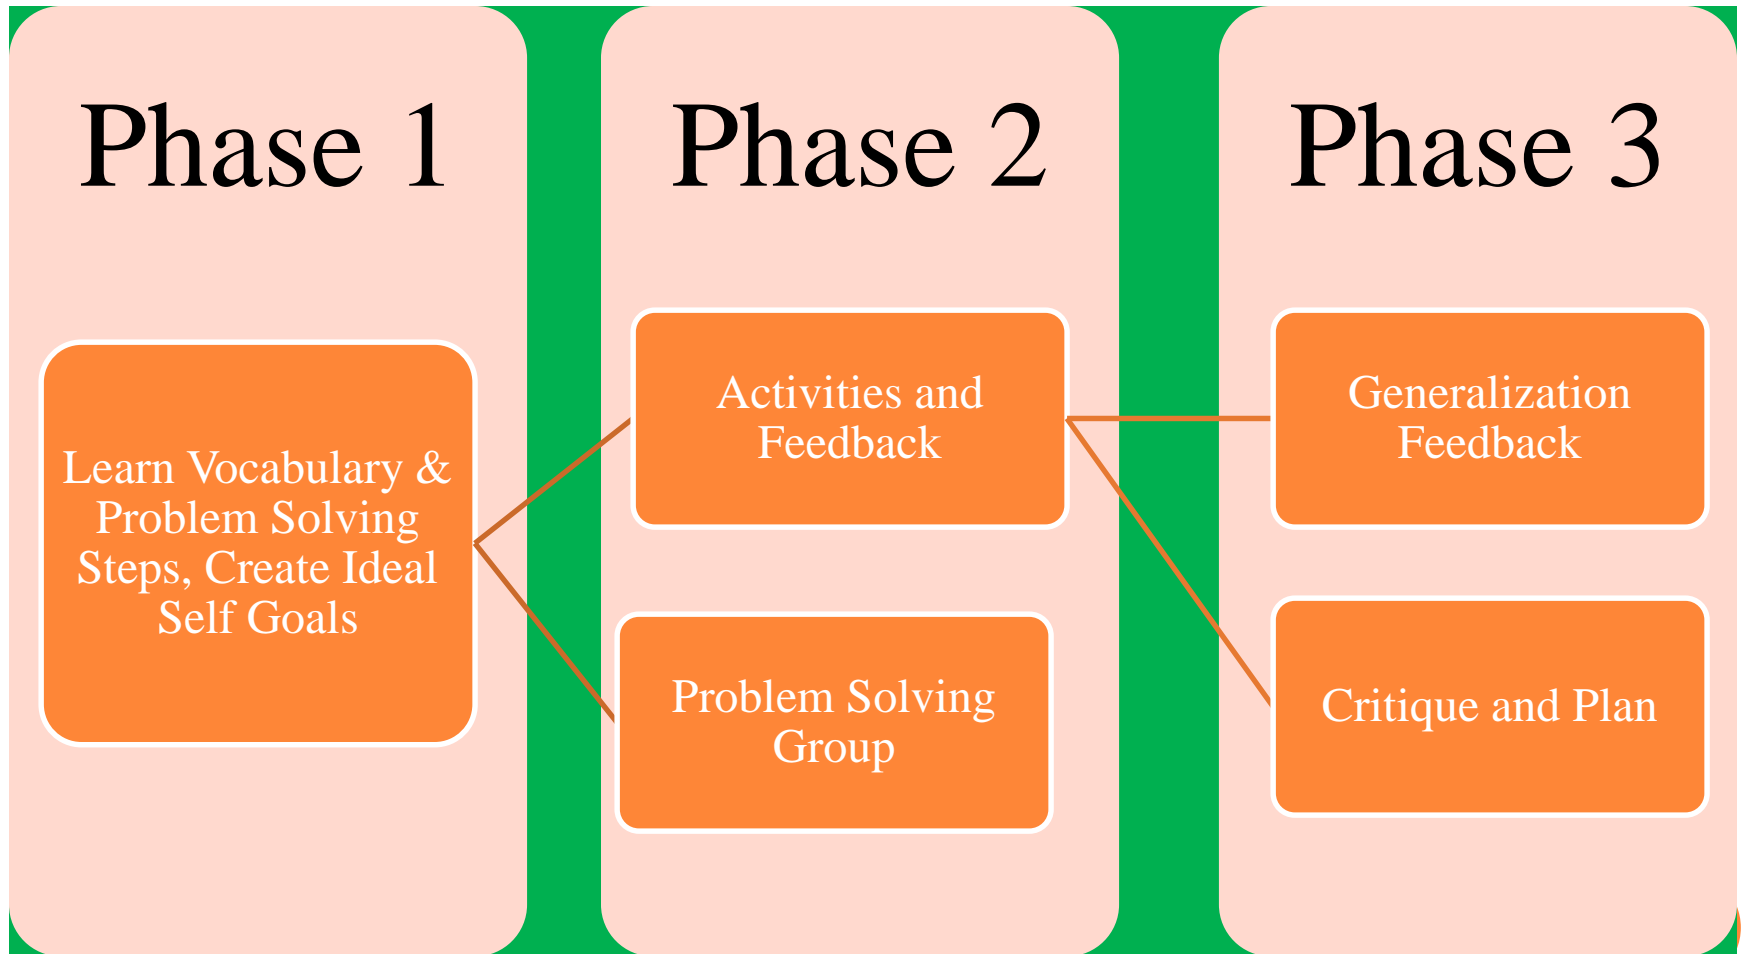 Phase 1
Learn Vocabulary &
Problem Solving
Steps, Create Ideal
Self Goals
Phase 2
Activities and
Feedback
Problem Solving
Group
Phase 3
Generalization
Feedback
Critique and Plan